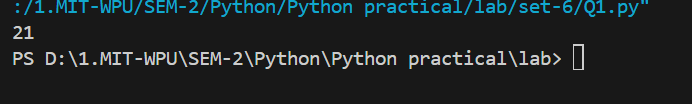 :/1.MIT-WPU/SEM-2/Python/Python practical/lab/set-6/Q1.py"
21
PS D:\1.MIT-WPU\SEM-2\Python\Python practical\lab>